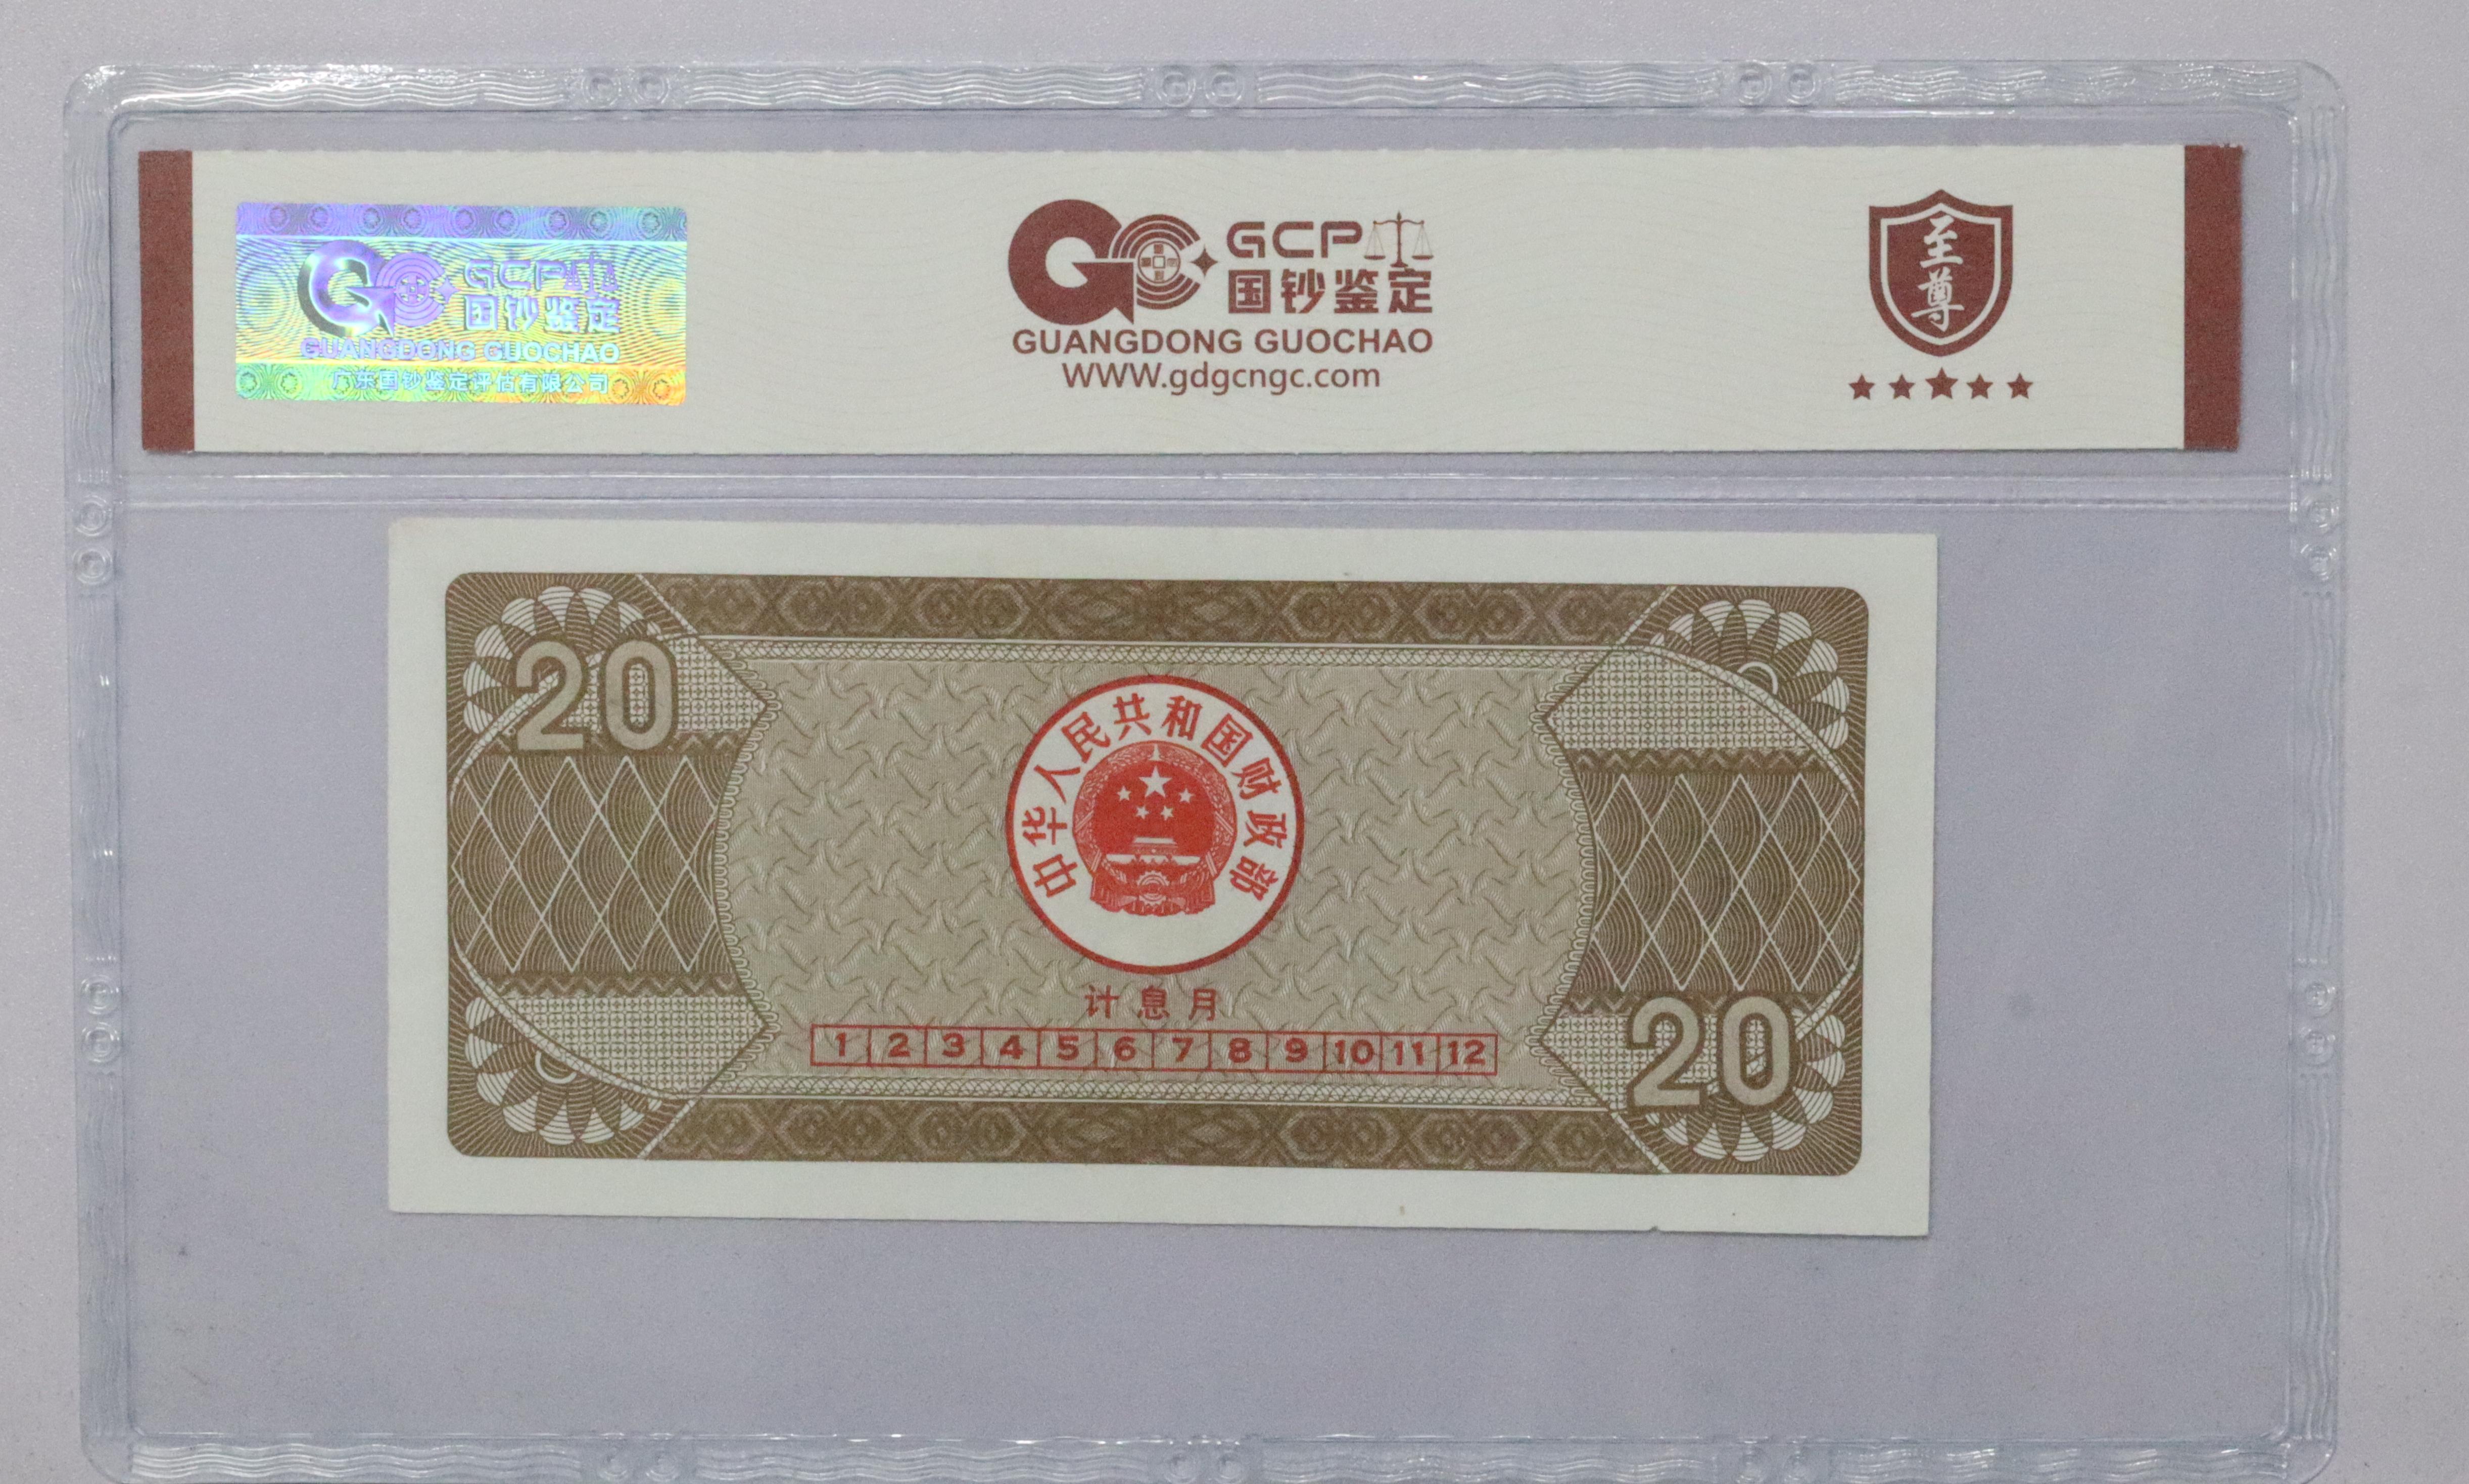 GCP
国钞鉴定
GUANGDONG GUOCHAO
广东国钞鉴定评估有限公司
GCP
国钞鉴定
GUANGDONG GUOCHAO
WWW.gdgcngc.com
至尊
20
中华人民共和国财政部
计息月
1 2 3 4 5 6 7 8 9 10 11 12
20